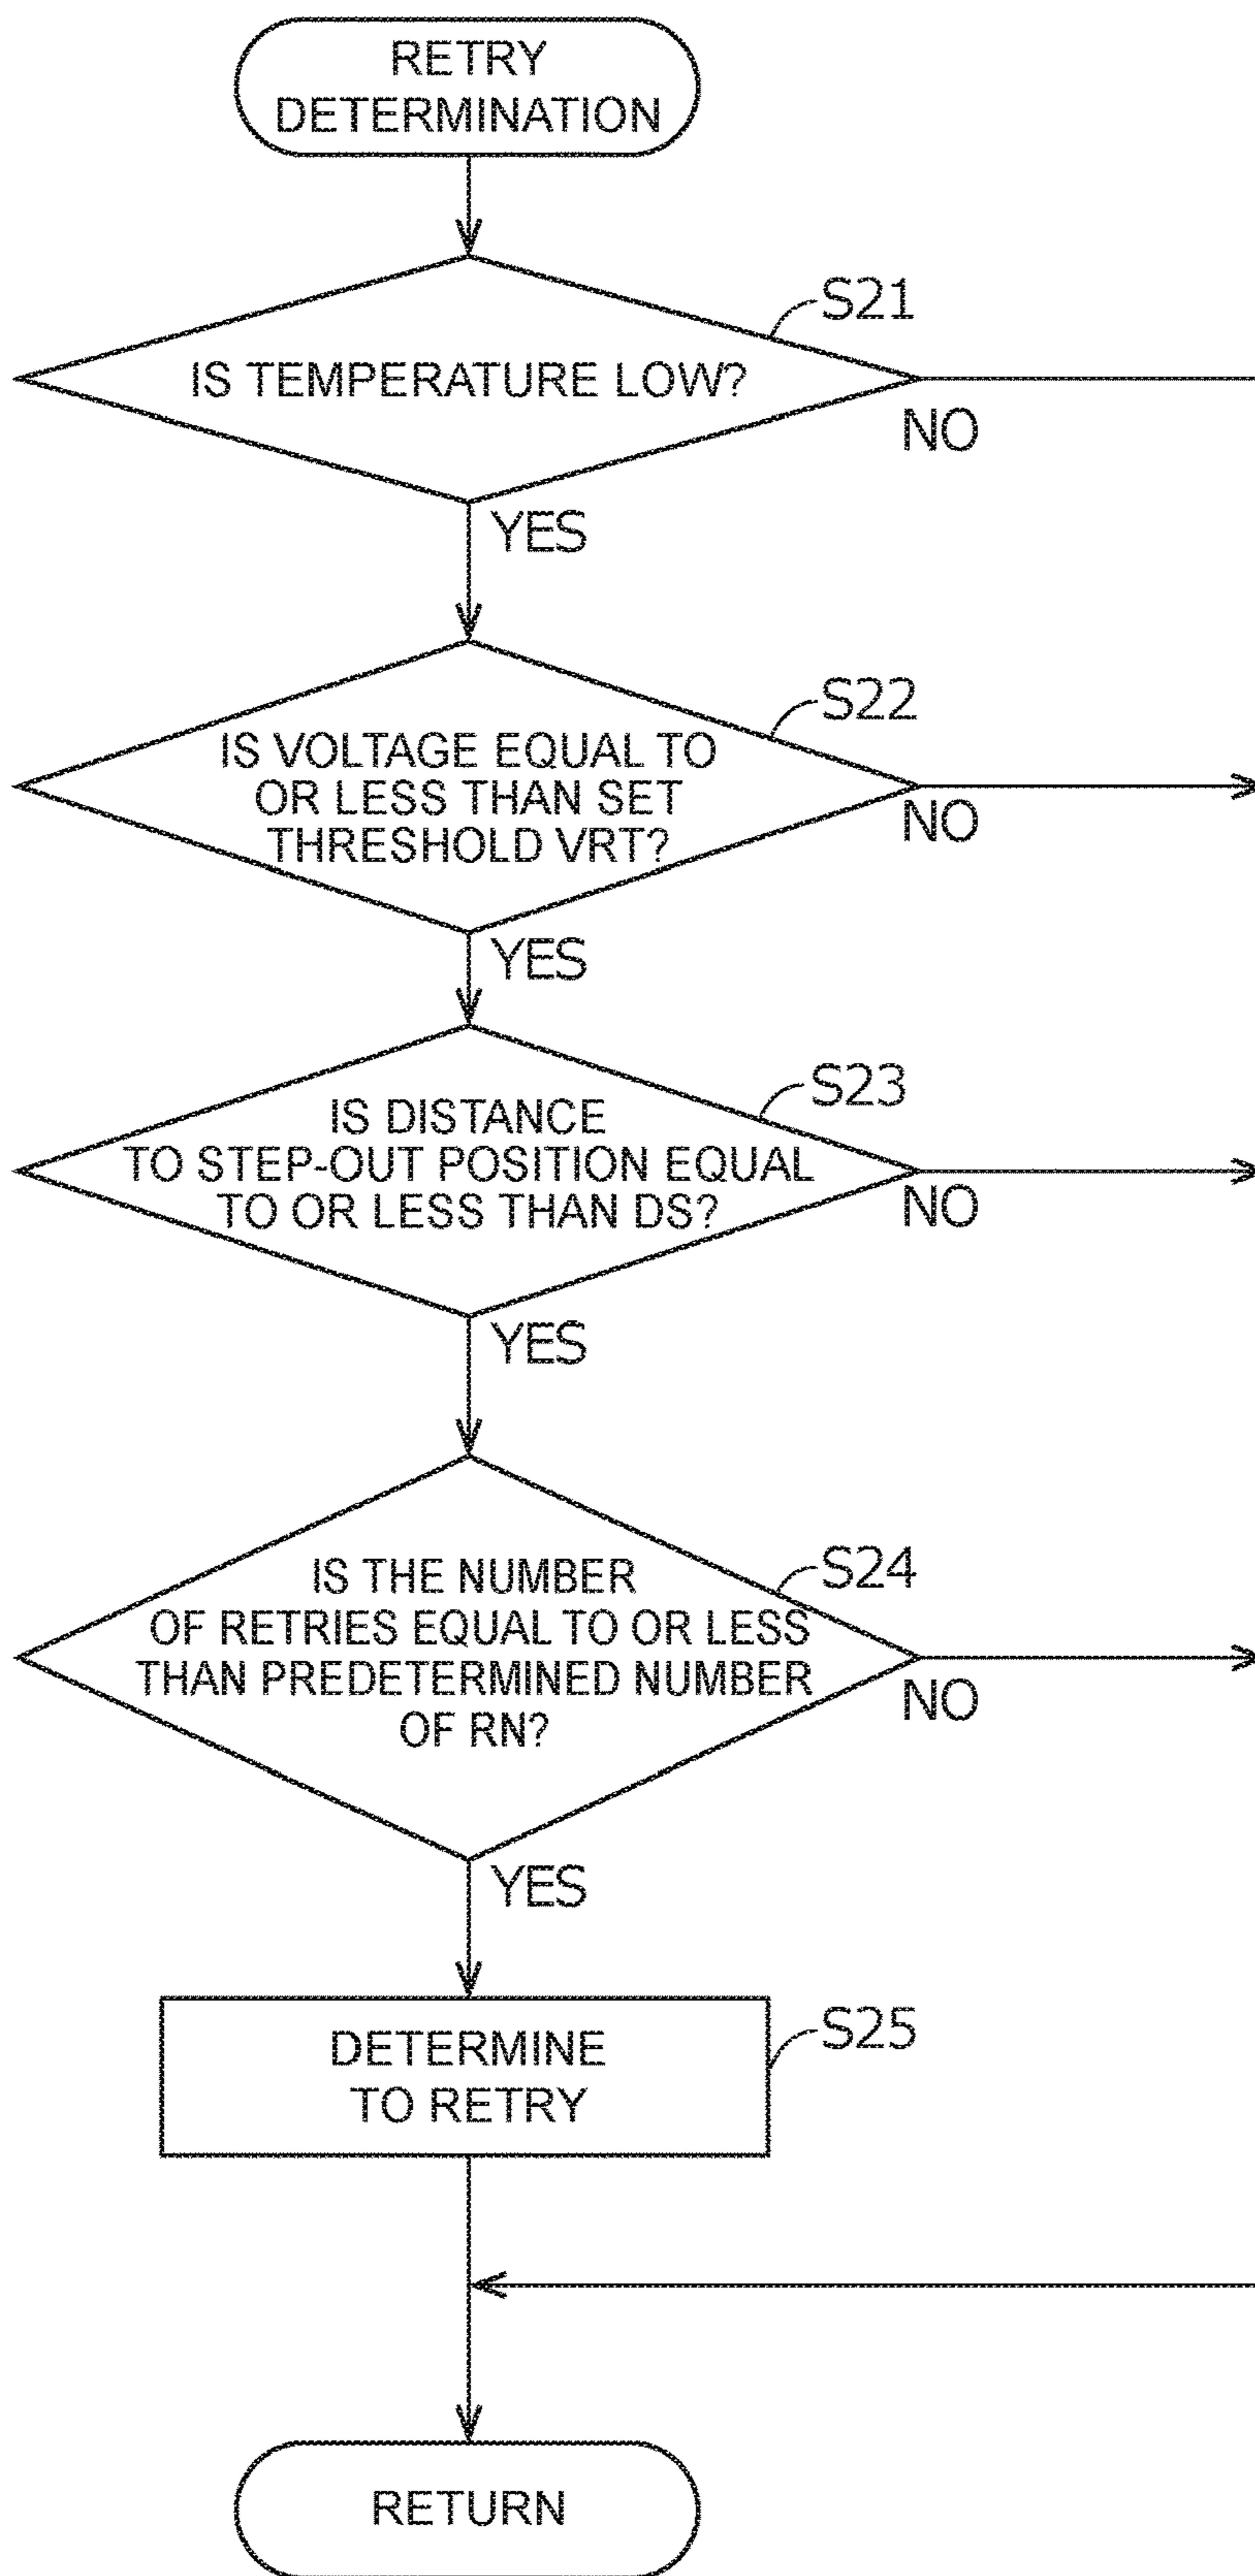 RETRY
DETERMINATION
S21
IS TEMPERATURE LOW?
NO
YES
S22
IS VOLTAGE EQUAL TO
OR LESS THAN SET
THRESHOLD VRT?
NO
YES
S23
IS DISTANCE
TO STEP-OUT POSITION EQUAL
TO OR LESS THAN DS?
NO
YES
S24
IS THE NUMBER
OF RETRIES EQUAL TO OR LESS
THAN PREDETERMINED NUMBER
OF RN?
NO
YES
S25
DETERMINE
TO RETRY
RETURN